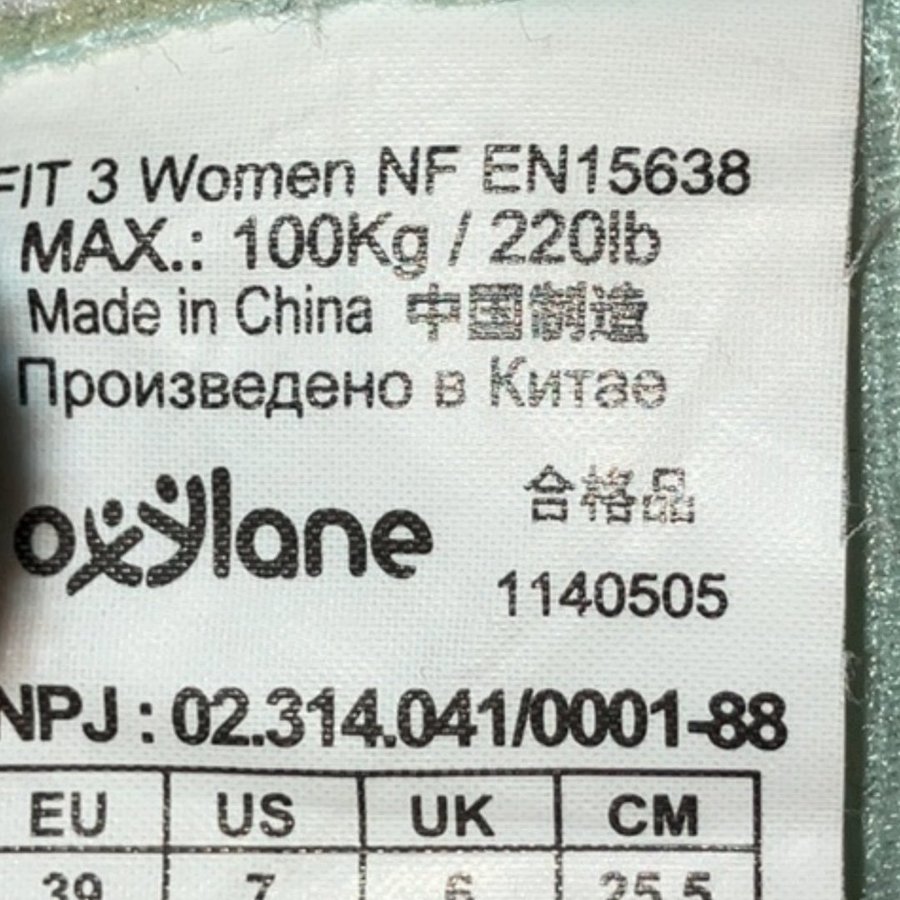 FIT 3 Women NF EN15638
MAX.: 100Kg / 220lb
Made in China 中国制造
Произведено в Китае
oxylane
合格品
1140505
NPJ : 02.314.041/0001-88
EU US UK CM
39 7 6 25.5